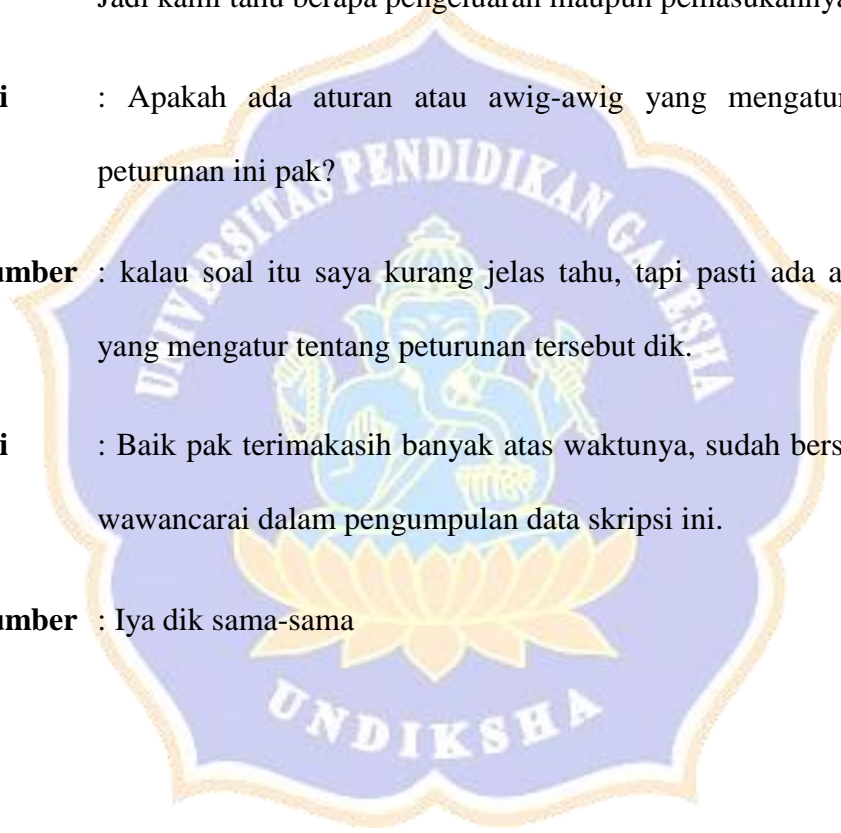 Jadi kami tahu berapa pengeluaran maupun pemasukannya
i : Apakah ada aturan atau awig-awig yang mengatur
peturunan ini pak?
umber : kalau soal itu saya kurang jelas tahu, tapi pasti ada a
yang mengatur tentang peturunan tersebut dik.
i : Baik pak terimakasih banyak atas waktunya, sudah bers
wawancarai dalam pengumpulan data skripsi ini.
umber : Iya dik sama-sama
UNIVERSITAS PENDIDIKAN GANESHA
UNDIKSHA